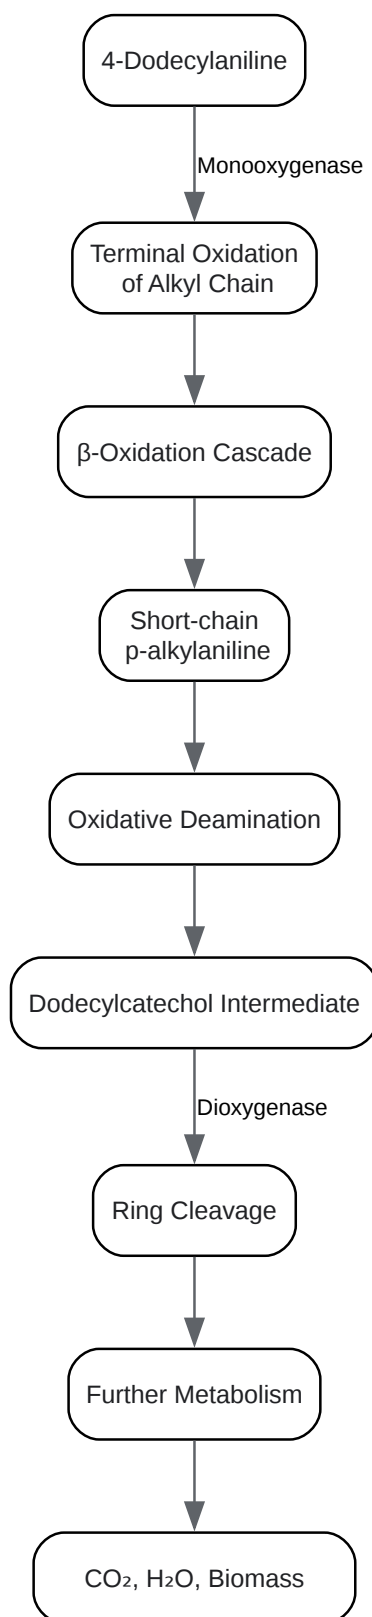 4-Dodecylaniline
Monooxygenase
Terminal Oxidation
of Alkyl Chain
β-Oxidation Cascade
Short-chain
p-alkylaniline
Oxidative Deamination
Dodecylcatechol Intermediate
Dioxygenase
Ring Cleavage
Further Metabolism
CO₂, H₂O, Biomass